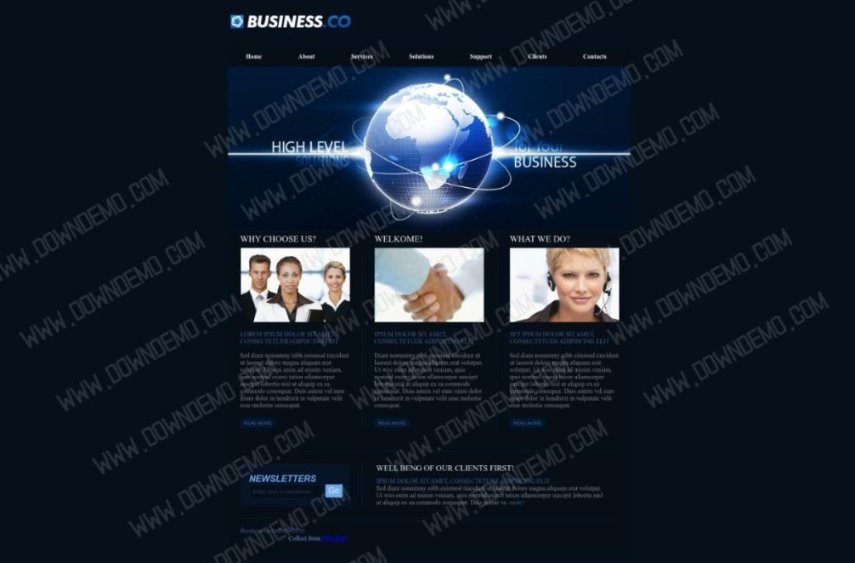 BUSINESS.CO
Home About Services Solutions Support Clients Contacts
HIGH LEVEL for Your
SOLUTIONS BUSINESS
WHY CHOOSE US?
LOREM IPSUM DOLOR SIT AMET,
Sed diam nonummy nibh euismod tincidunt
ut laoreet dolore magna aliquam erat
volutpat. Ut wisi enim ad minim veniam,
quis nostrud exerci tation ullamcorper
suscipit lobortis nisl ut aliquip ex ea
commodo consequat. Duis autem vel eum
iriure dolor in hendrerit in vulputate velit
esse molestie consequat.
READ MORE
WELKOME!
IPSUM DOLOR SIT AMET,
CONSECTETUER ADIPISCING ELIT
Sed diam nonummy nibh euismod tincidunt ut
laoreet dolore magna aliquam erat volutpat.
Ut wisi enim ad minim veniam, quis nostrud
exerci tation ullamcorper suscipit
lobortis nisl ut aliquip ex ea commodo
consequat. Duis autem vel eum iriure dolor
in hendrerit in vulputate velit esse
molestie consequat.
READ MORE
WHAT WE DO?
SET IPSUM DOLOR SIT AMET,
CONSECTETUER ADIPISCING ELIT
Sed diam nonummy nibh euismod tincidunt
ut laoreet dolore magna aliquam erat
volutpat. Ut wisi enim ad minim veniam,
quis nostrud exerci tation ullamcorper
suscipit lobortis nisl ut aliquip ex ea
commodo consequat. Duis autem vel eum
iriure dolor in hendrerit in vulputate velit
esse molestie consequat.
READ MORE
NEWSLETTERS
Enter your e-mail please
Go
WELL BENG OF OUR CLIENTS FIRST!
IPSUM DOLOR SIT AMET, CONSECTETUER ADIPISCING ELIT
Sed diam nonummy nibh euismod tincidunt ut laoreet dolore magna aliquam erat volutpat.
Ut wisi enim ad minim veniam, quis nostrud exerci tation ullamcorper suscipit lobortis nisl
ut aliquip ex ea commodo consequat. Duis autem
Collect from
WWW.DOWNDEMO.COM